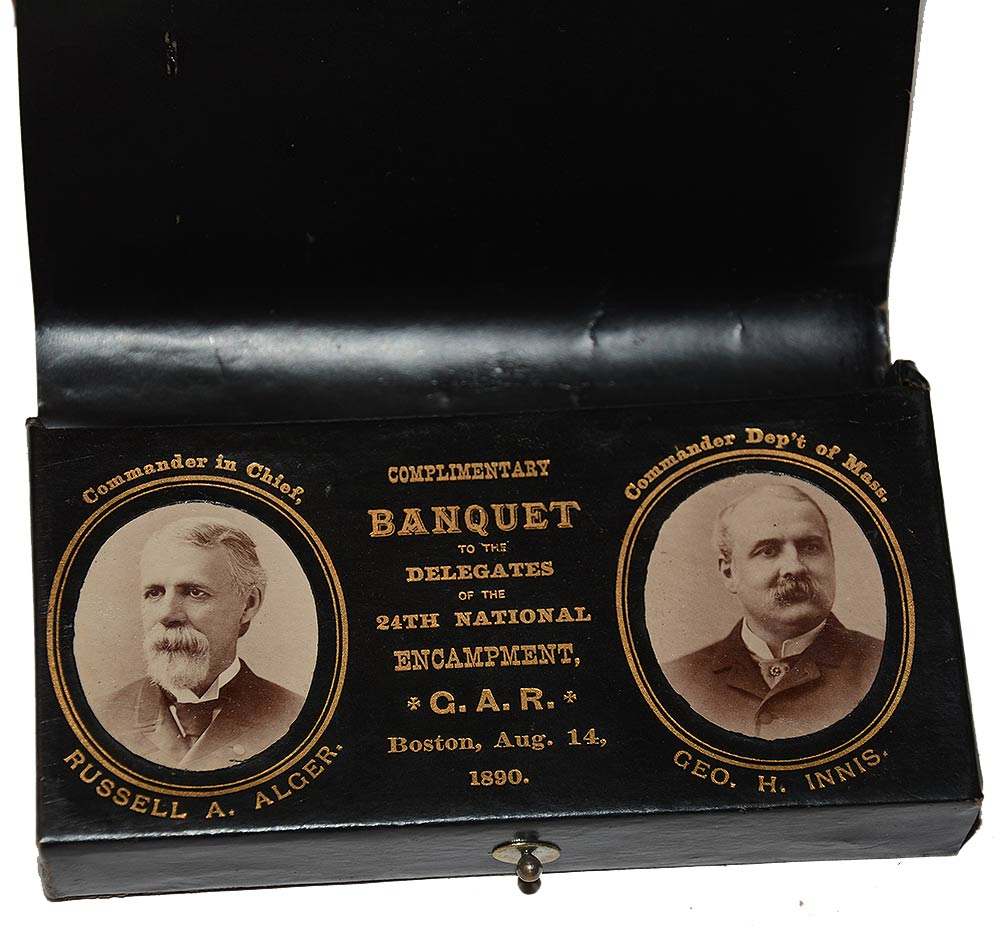 Commander in Chief,
RUSSELL A. ALGER.
COMPLIMENTARY
BANQUET
TO THE
DELEGATES
OF THE
24TH NATIONAL
ENCAMPMENT,
G. A. R.
Boston, Aug. 14,
1890.
Commander Dep't of Mass.
GEO. H. INNIS.